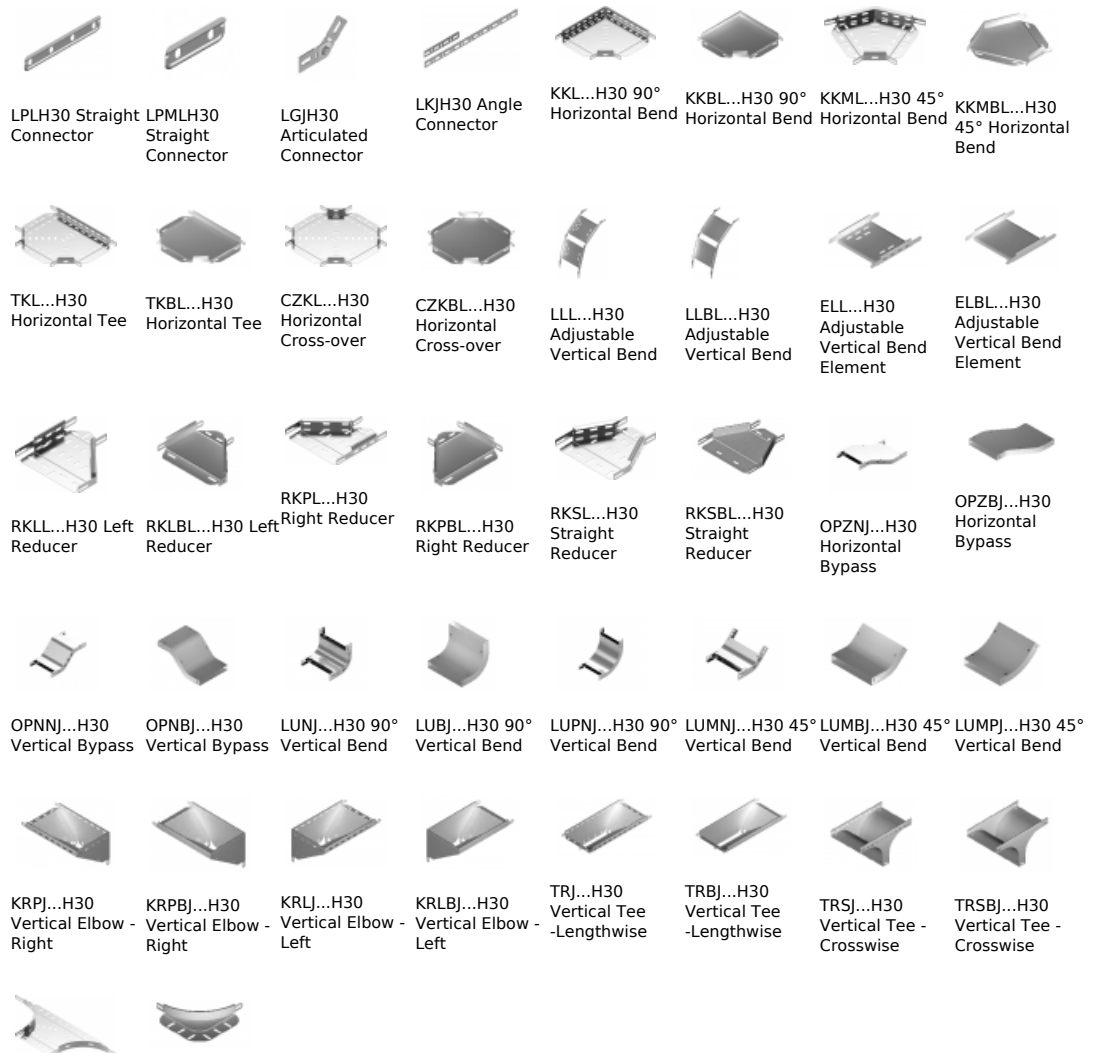 LPLH30 Straight
Connector
LPMLH30
Straight
Connector
LGJH30
Articulated
Connector
LKJH30 Angle
Connector
KKL...H30 90°
Horizontal Bend
KKBL...H30 90°
Horizontal Bend
KKML...H30 45°
Horizontal Bend
KKMBL...H30
45° Horizontal
Bend
TKL...H30
Horizontal Tee
TKBL...H30
Horizontal Tee
CZKL...H30
Horizontal
Cross-over
CZKBL...H30
Horizontal
Cross-over
LLL...H30
Adjustable
Vertical Bend
LLBL...H30
Adjustable
Vertical Bend
ELL...H30
Adjustable
Vertical Bend
Element
ELBL...H30
Adjustable
Vertical Bend
Element
RKLL...H30 Left
Reducer
RKLBL...H30 Left
Reducer
RKPL...H30
Right Reducer
RKPBL...H30
Right Reducer
RKSL...H30
Straight
Reducer
RKSBL...H30
Straight
Reducer
OPZNJ...H30
Horizontal
Bypass
OPZBJ...H30
Horizontal
Bypass
OPNNJ...H30
Vertical Bypass
OPNBJ...H30
Vertical Bypass
LUNJ...H30 90°
Vertical Bend
LUBJ...H30 90°
Vertical Bend
LUPNJ...H30 90°
Vertical Bend
LUMNJ...H30 45°
Vertical Bend
LUMBJ...H30 45°
Vertical Bend
LUMPJ...H30 45°
Vertical Bend
KRPJ...H30
Vertical Elbow -
Right
KRPBJ...H30
Vertical Elbow -
Right
KRLJ...H30
Vertical Elbow -
Left
KRLBJ...H30
Vertical Elbow -
Left
TRJ...H30
Vertical Tee
-Lengthwise
TRBJ...H30
Vertical Tee
-Lengthwise
TRSJ...H30
Vertical Tee -
Crosswise
TRSBJ...H30
Vertical Tee -
Crosswise